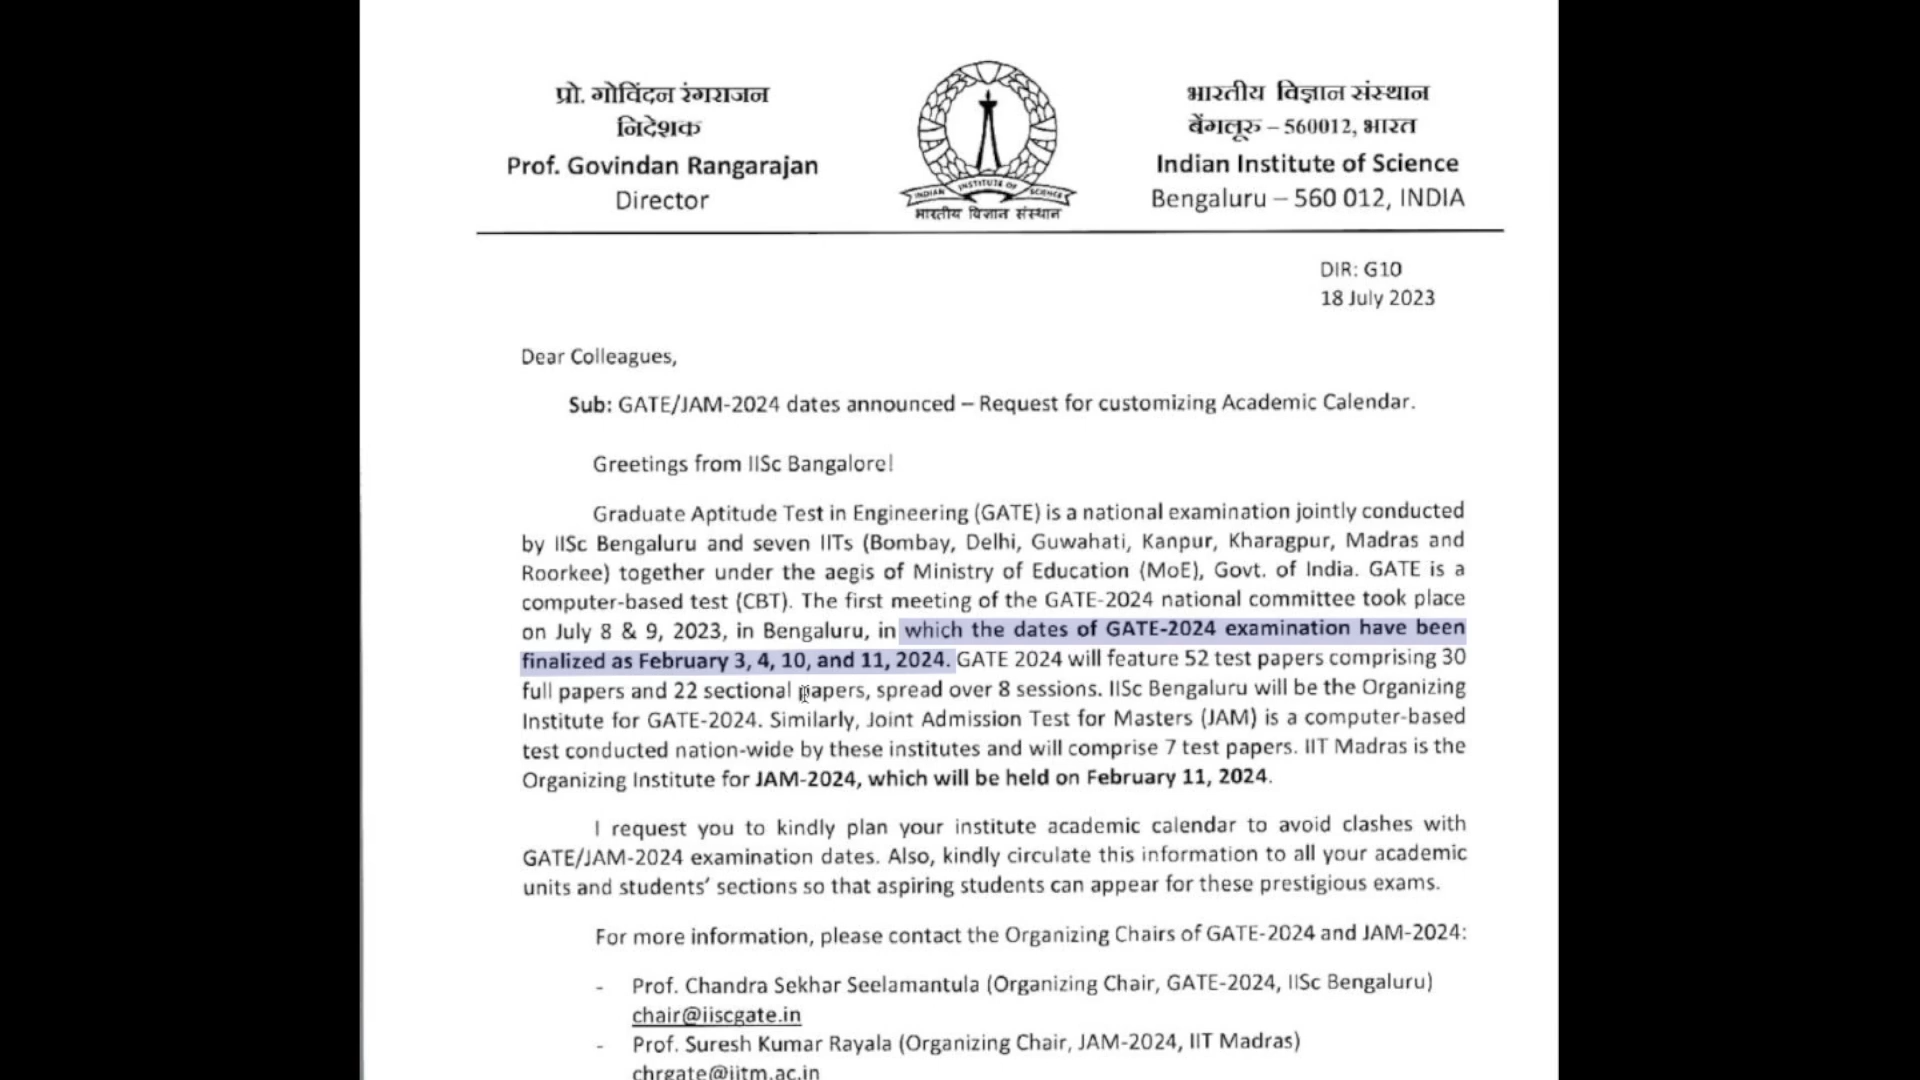 प्रो. गोविंदन रंगराजन
निदेशक
Prof. Govindan Rangarajan
Director
INDIAN INSTITUTE OF SCIENCE
भारतीय विज्ञान संस्थान
भारतीय विज्ञान संस्थान
बेंगलूरु – 560012, भारत
Indian Institute of Science
Bengaluru – 560 012, INDIA
DIR: G10
18 July 2023
Dear Colleagues,
Sub: GATE/JAM-2024 dates announced – Request for customizing Academic Calendar.
Greetings from IISc Bangalore!
Graduate Aptitude Test in Engineering (GATE) is a national examination jointly conducted
by IISc Bengaluru and seven IITs (Bombay, Delhi, Guwahati, Kanpur, Kharagpur, Madras and
Roorkee) together under the aegis of Ministry of Education (MoE), Govt. of India. GATE is a
computer-based test (CBT). The first meeting of the GATE-2024 national committee took place
on July 8 & 9, 2023, in Bengaluru, in which the dates of GATE-2024 examination have been
finalized as February 3, 4, 10, and 11, 2024. GATE 2024 will feature 52 test papers comprising 30
full papers and 22 sectional papers, spread over 8 sessions. IISc Bengaluru will be the Organizing
Institute for GATE-2024. Similarly, Joint Admission Test for Masters (JAM) is a computer-based
test conducted nation-wide by these institutes and will comprise 7 test papers. IIT Madras is the
Organizing Institute for JAM-2024, which will be held on February 11, 2024.
I request you to kindly plan your institute academic calendar to avoid clashes with
GATE/JAM-2024 examination dates. Also, kindly circulate this information to all your academic
units and students’ sections so that aspiring students can appear for these prestigious exams.
For more information, please contact the Organizing Chairs of GATE-2024 and JAM-2024:
- Prof. Chandra Sekhar Seelamantula (Organizing Chair, GATE-2024, IISc Bengaluru)
chair@iiscgate.in
- Prof. Suresh Kumar Rayala (Organizing Chair, JAM-2024, IIT Madras)
chrgate@iitm.ac.in